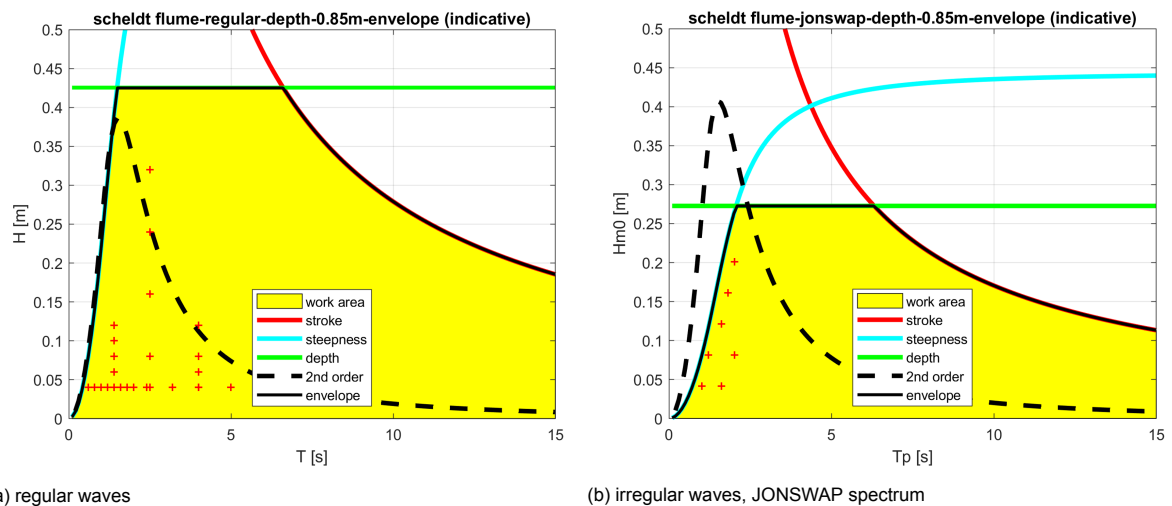 scheldt flume-regular-depth-0.85m-envelope (indicative)
0.5
0.45
0.4
0.35
0.3
0.25
0.2
0.15
0.1
0.05
0
H [m]
work area
stroke
steepness
depth
2nd order
envelope
0 5 10 15
T [s]
a) regular waves
scheldt flume-jonswap-depth-0.85m-envelope (indicative)
0.5
0.45
0.4
0.35
0.3
0.25
0.2
0.15
0.1
0.05
0
Hm0 [m]
work area
stroke
steepness
depth
2nd order
envelope
0 5 10 15
Tp [s]
(b) irregular waves, JONSWAP spectrum